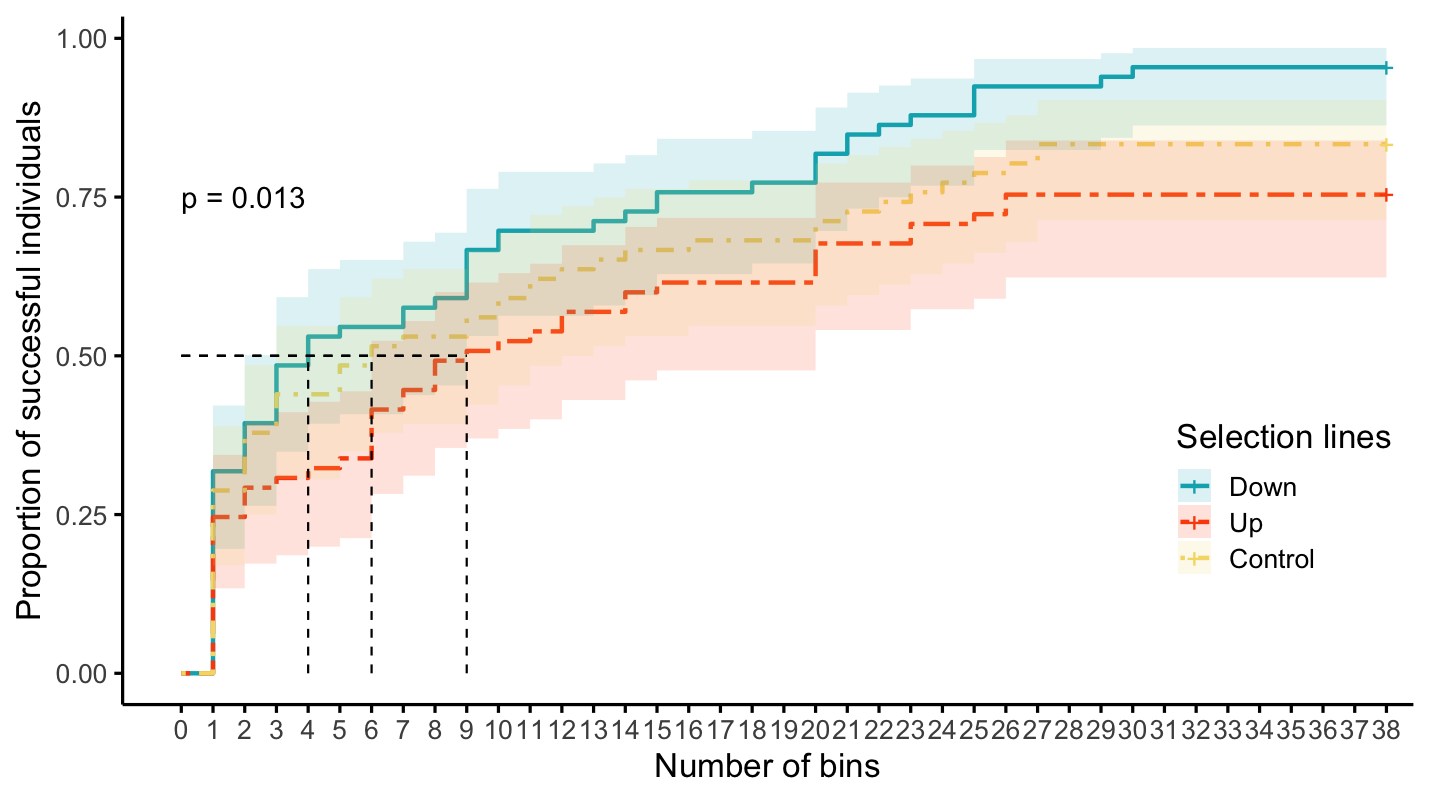 Proportion of successful individuals
1.00
0.75
0.50
0.25
0.00
p = 0.013
Selection lines
Down
Up
Control
0 1 2 3 4 5 6 7 8 9 10 11 12 13 14 15 16 17 18 19 20 21 22 23 24 25 26 27 28 29 30 31 32 33 34 35 36 37 38
Number of bins